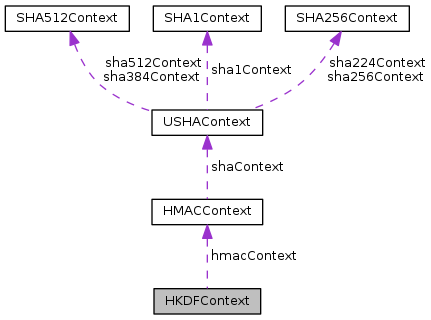 SHA512Context
SHA1Context
SHA256Context
sha512Context
sha384Context
sha1Context
sha224Context
sha256Context
USHAContext
shaContext
HMACContext
hmacContext
HKDFContext